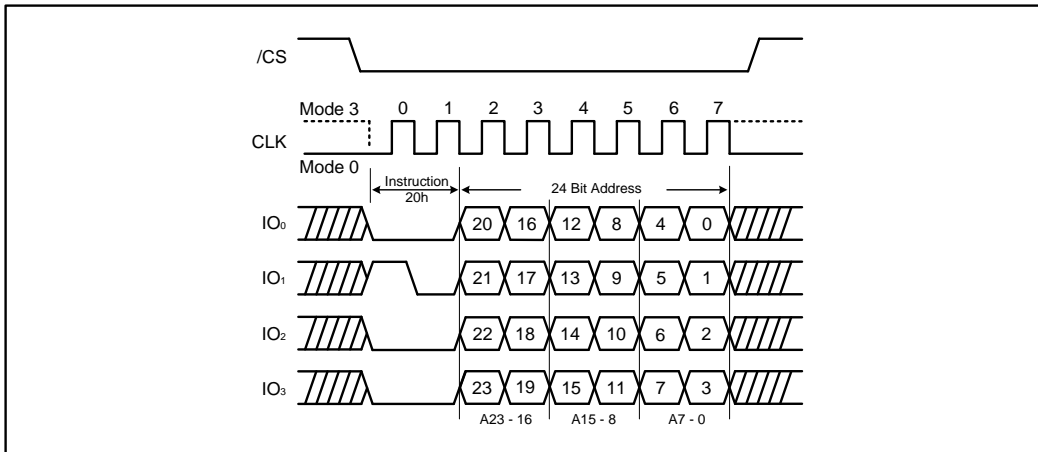 /CS
Mode 3 0 1 2 3 4 5 6 7
CLK
Mode 0
Instruction
20h
24 Bit Address
IO₀ 20 16 12 8 4 0
IO₁ 21 17 13 9 5 1
IO₂ 22 18 14 10 6 2
IO₃ 23 19 15 11 7 3
A23 - 16 A15 - 8 A7 - 0